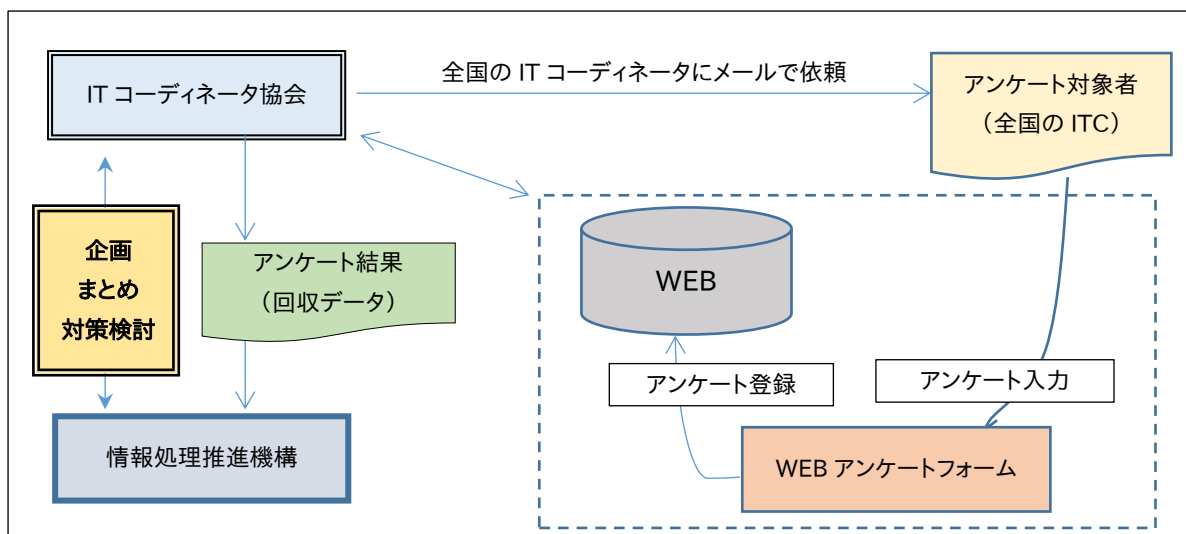 IT コーディネータ協会
全国の IT コーディネータにメールで依頼
アンケート対象者
（全国の ITC）
企画
まとめ
対策検討
アンケート結果
（回収データ）
WEB
アンケート登録
アンケート入力
情報処理推進機構
WEB アンケートフォーム